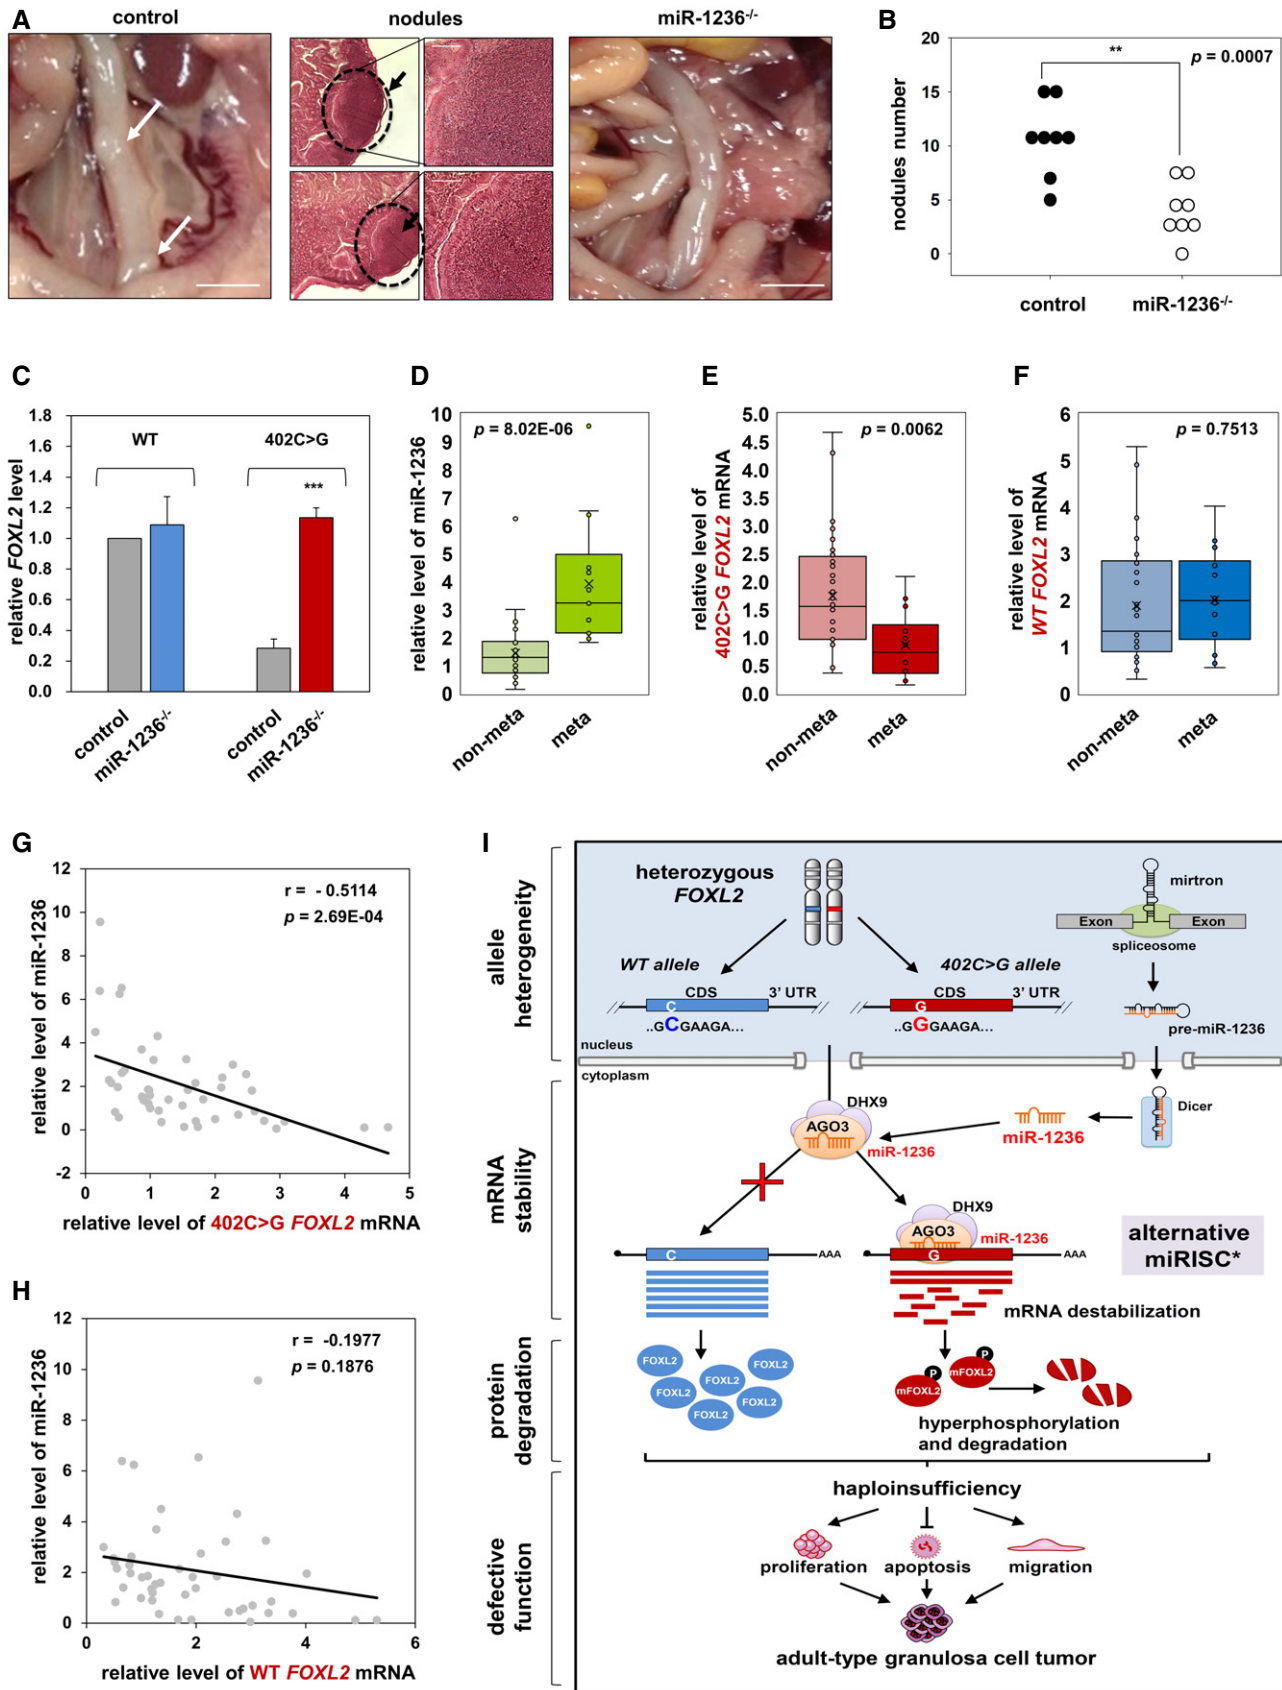 A
control
nodules
miR-1236-/-
B
20
15
10
5
0
nodules number
**
p = 0.0007
control
miR-1236-/-
C
1.8
1.6
1.4
1.2
1.0
0.8
0.6
0.4
0.2
0.0
relative FOXL2 level
WT
402C>G
***
control
miR-1236-/-
control
miR-1236-/-
D
10
9
8
7
6
5
4
3
2
1
0
relative level of miR-1236
p = 8.02E-06
non-meta
meta
E
5.0
4.5
4.0
3.5
3.0
2.5
2.0
1.5
1.0
0.5
0.0
relative level of
402C>G FOXL2 mRNA
p = 0.0062
non-meta
meta
F
6
5
4
3
2
1
0
relative level of
WT FOXL2 mRNA
p = 0.7513
non-meta
meta
G
12
10
8
6
4
2
0
-2
relative level of miR-1236
r = - 0.5114
p = 2.69E-04
0
1
2
3
4
5
relative level of 402C>G FOXL2 mRNA
H
12
10
8
6
4
2
0
relative level of miR-1236
r = -0.1977
p = 0.1876
0
2
4
6
relative level of WT FOXL2 mRNA
I
allele
heterogeneity
mRNA
stability
protein
degradation
defective
function
heterozygous
FOXL2
mirtron
Exon
Exon
spliceosome
WT allele
402C>G allele
CDS
3' UTR
CDS
3' UTR
C
G
..GCGAAGA...
..GGGAAGA...
pre-miR-1236
nucleus
cytoplasm
DHX9
AGO3
miR-1236
miR-1236
Dicer
DHX9
AGO3
miR-1236
C
AAA
G
AAA
alternative
miRISC*
mRNA destabilization
FOXL2
FOXL2
FOXL2
FOXL2
FOXL2
FOXL2
P
P
mFOXL2
mFOXL2
hyperphosphorylation
and degradation
haploinsufficiency
proliferation
apoptosis
migration
adult-type granulosa cell tumor